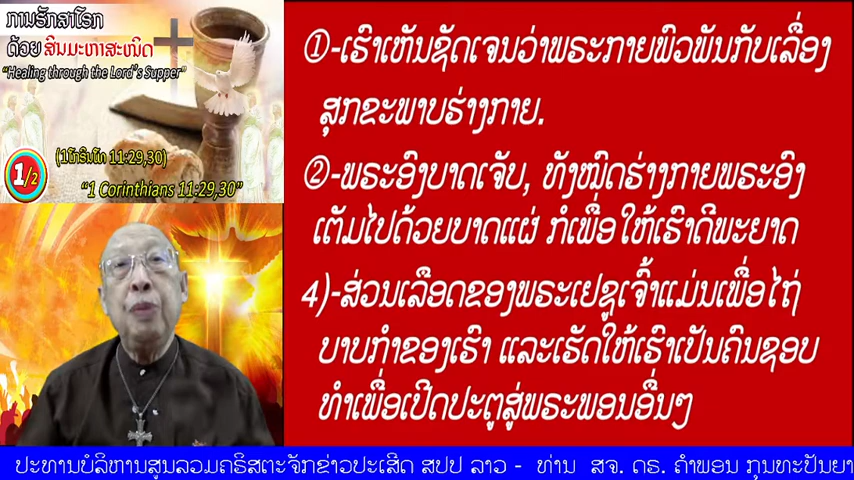 ການຮັກສາໂຣກ
ດ້ວຍ ສິນມະຫາສະໜິດ
“Healing through the Lord’s Supper”
(1ໂກຣິນໂທ 11:29,30)
1/2
“1 Corinthians 11:29,30”
①-ເຮົາເຫັນຊັດເຈນວ່າພຣະກາຍພົວພັນກັບເລື່ອງ
ສຸກຂະພາບຮ່າງກາຍ.
②-ພຣະອົງບາດເຈັບ, ທັງໝົດຮ່າງກາຍພຣະອົງ
ເຕັມໄປດ້ວຍບາດແຜ່ ກໍເພື່ອໃຫ້ເຮົາດີພະຍາດ
4)-ສ່ວນເລືອດຂອງພຣະເຢຊູເຈົ້າແມ່ນເພື່ອໄຖ່
ບາບກຳຂອງເຮົາ ແລະເຮັດໃຫ້ເຮົາເປັນຄົນຊອບ
ທຳເພື່ອເປີດປະຕູສູ່ພຣະພອນອື່ນໆ
ປະທານບໍລິຫານສູນລວມຄຣິສຕະຈັກຂ່າວປະເສີດ ສປປ ລາວ - ທ່ານ ສຈ. ດຣ. ຄຳພອນ ກຸນທະປັນຍາ